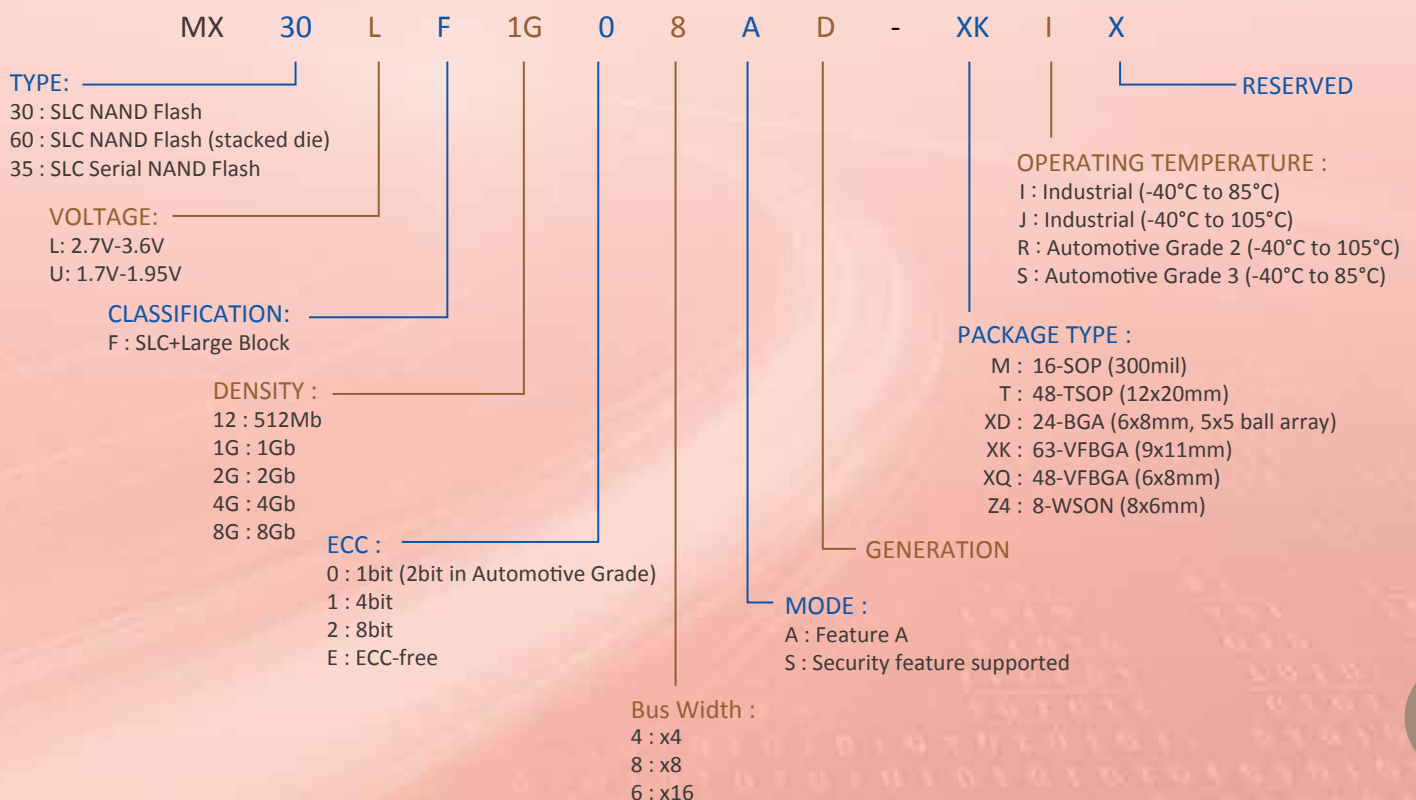 MX 30 L F 1G 0 8 A D - XK I X
TYPE:
30 : SLC NAND Flash
60 : SLC NAND Flash (stacked die)
35 : SLC Serial NAND Flash
VOLTAGE:
L: 2.7V-3.6V
U: 1.7V-1.95V
CLASSIFICATION:
F : SLC+Large Block
DENSITY :
12 : 512Mb
1G : 1Gb
2G : 2Gb
4G : 4Gb
8G : 8Gb
ECC :
0 : 1bit (2bit in Automotive Grade)
1 : 4bit
2 : 8bit
E : ECC-free
Bus Width :
4 : x4
8 : x8
6 : x16
MODE :
A : Feature A
S : Security feature supported
GENERATION
PACKAGE TYPE :
M : 16-SOP (300mil)
T : 48-TSOP (12x20mm)
XD : 24-BGA (6x8mm, 5x5 ball array)
XK : 63-VFBGA (9x11mm)
XQ : 48-VFBGA (6x8mm)
Z4 : 8-WSON (8x6mm)
OPERATING TEMPERATURE :
I : Industrial (-40°C to 85°C)
J : Industrial (-40°C to 105°C)
R : Automotive Grade 2 (-40°C to 105°C)
S : Automotive Grade 3 (-40°C to 85°C)
RESERVED